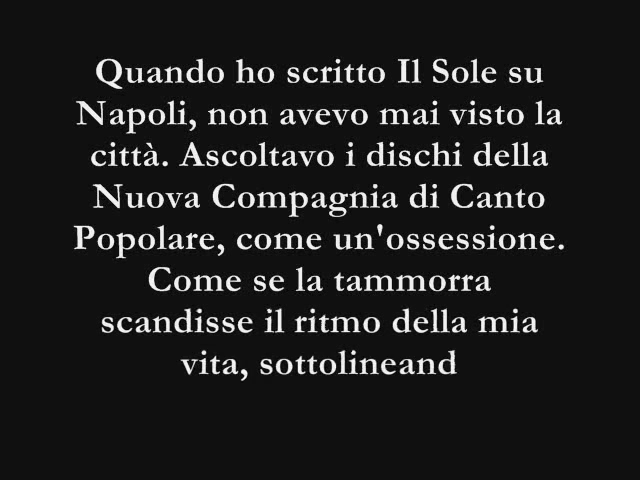 Quando ho scritto Il Sole su
Napoli, non avevo mai visto la
città. Ascoltavo i dischi della
Nuova Compagnia di Canto
Popolare, come un'ossessione.
Come se la tammorra
scandisse il ritmo della mia
vita, sottolineand